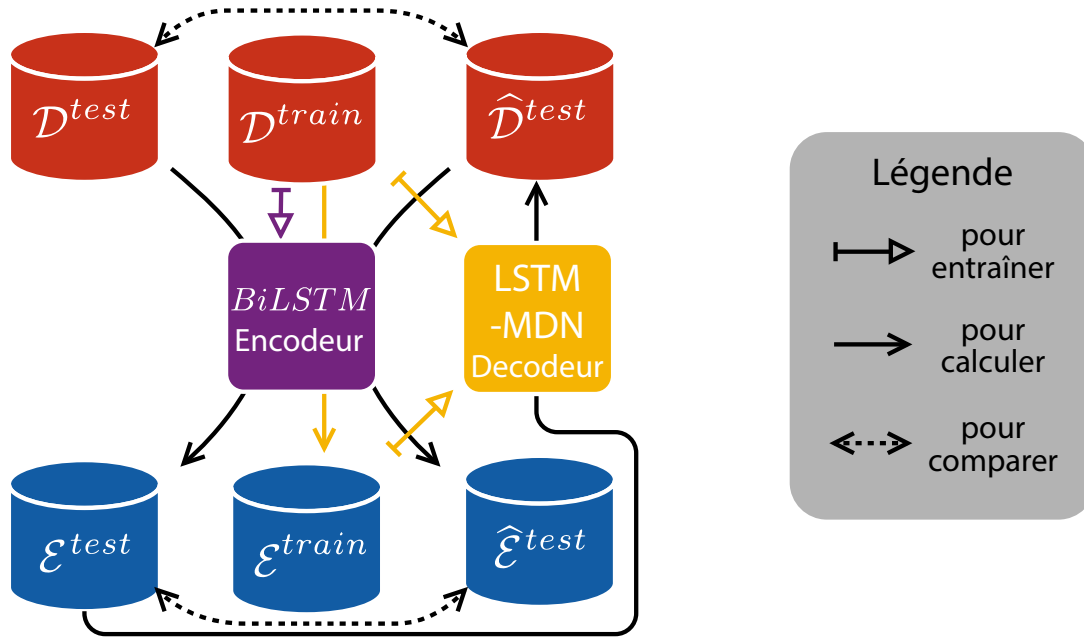 𝒟^{test}
𝒟^{train}
𝒟̂^{test}
BiLSTM
Encodeur
LSTM
-MDN
Decodeur
ℰ^{test}
ℰ^{train}
ℰ̂^{test}
Légende
pour
entraîner
pour
calculer
pour
comparer